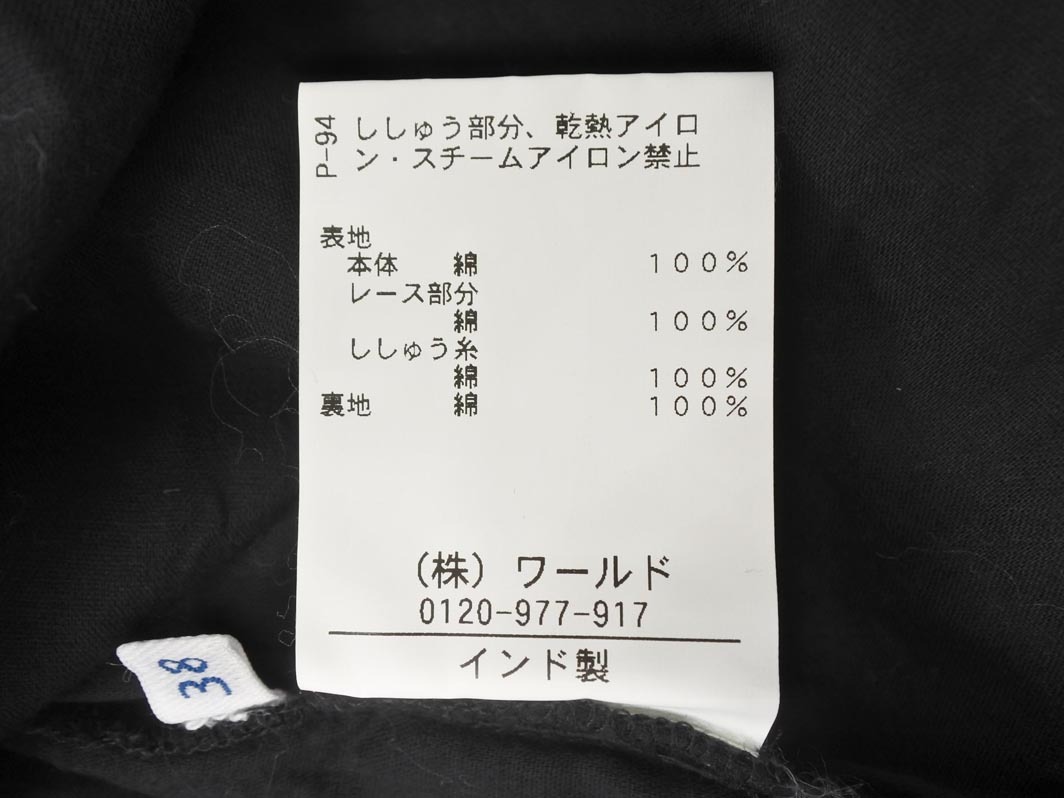 P-94
ししゅう部分、乾熱アイロ
ン・スチームアイロン禁止
表地
本体 綿 100%
レース部分
綿 100%
ししゅう糸
綿 100%
裏地 綿 100%
(株) ワールド
0120-977-917
インド製
38